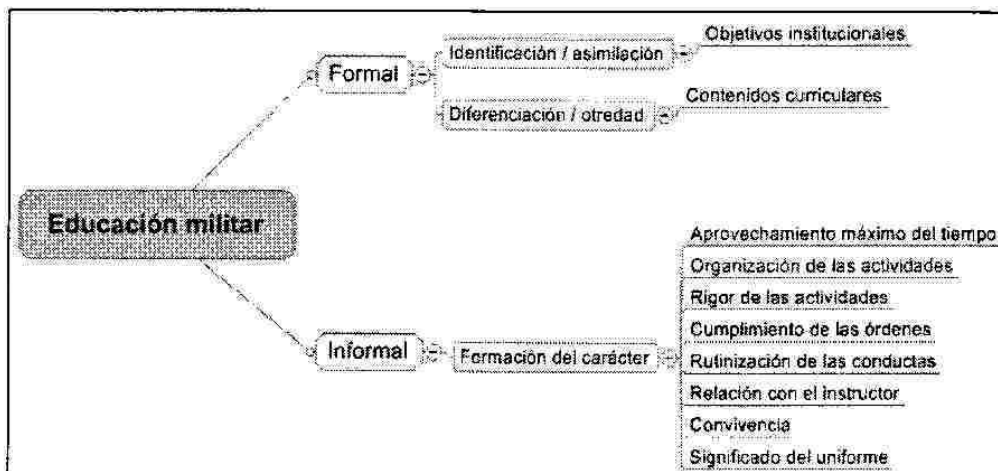 Objetivos institucionales
Identificación / asimilación
Formal
Contenidos curriculares
Diferenciación / otredad
Educación militar
Aprovechamiento máximo del tiempo
Organización de las actividades
Rigor de las actividades
Cumplimiento de las órdenes
Informal
Formación del carácter
Rutinización de las conductas
Relación con el instructor
Convivencia
Significado del uniforme